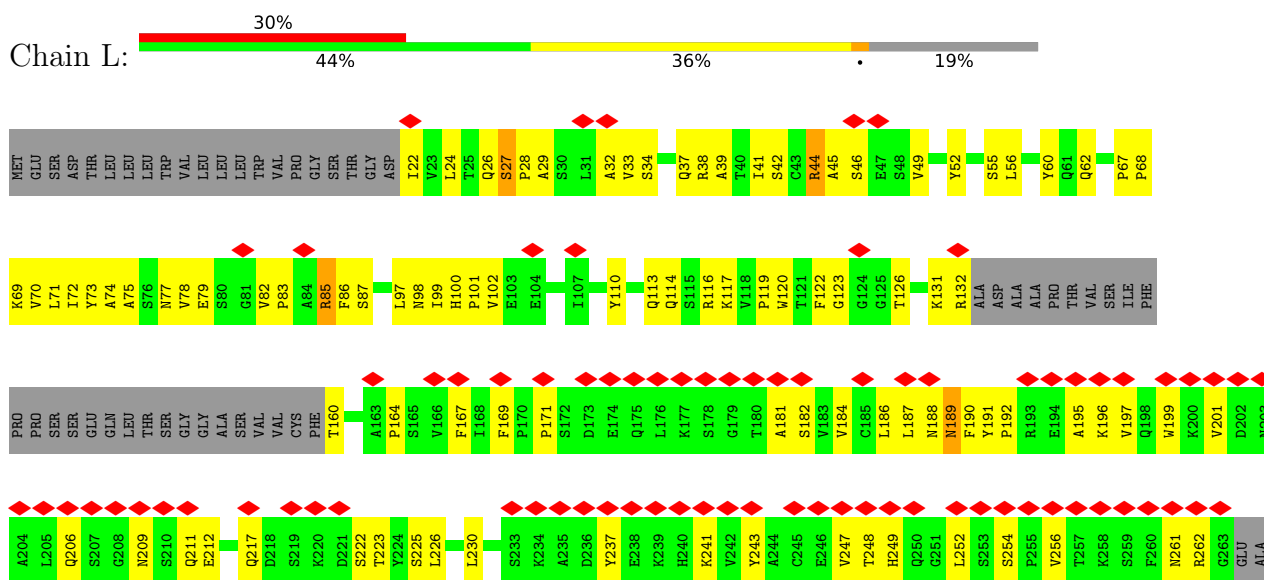 30%
Chain L:
44% 36% • 19%
MET GLU SER ASP THR LEU LEU LEU TRP VAL LEU LEU LEU LEU TRP VAL PRO GLY SER THR GLY ASP I22 V23 L24 T25 Q26 S27 P28 A29 S30 L31 A32 V33 S34 Q37 R38 A39 T40 I41 S42 C43 R44 A45 S46 E47 S48 V49 Y52 S55 L56 Y60 Q61 Q62 P67 P68
K69 V70 L71 I72 Y73 A74 A75 S76 N77 V78 E79 S80 G81 V82 P83 A84 R85 F86 S87 L97 N98 I99 H100 P101 V102 E103 E104 I107 Y110 Q113 Q114 S115 R116 K117 V118 P119 W120 T121 F122 G123 G124 G125 T126 K131 R132 ALA ASP ALA ALA PRO THR VAL SER ILE PHE
PRO PRO SER SER GLU GLN LEU THR SER GLY GLY ALA SER VAL VAL CYS PHE T160 A163 P164 S165 V166 F167 I168 F169 P170 P171 S172 D173 E174 Q175 L176 K177 S178 G179 T180 A181 S182 V183 V184 C185 L186 L187 N188 N189 F190 Y191 P192 R193 E194 A195 K196 V197 Q198 W199 K200 V201 D202 N203
A204 L205 Q206 S207 G208 N209 S210 Q211 E212 Q217 D218 S219 K220 D221 S222 T223 Y224 S225 L226 L230 S233 K234 A235 D236 Y237 E238 K239 H240 K241 V242 Y243 A244 C245 E246 V247 T248 H249 Q250 G251 L252 S253 S254 P255 V256 T257 K258 S259 F260 N261 R262 G263 GLU ALA